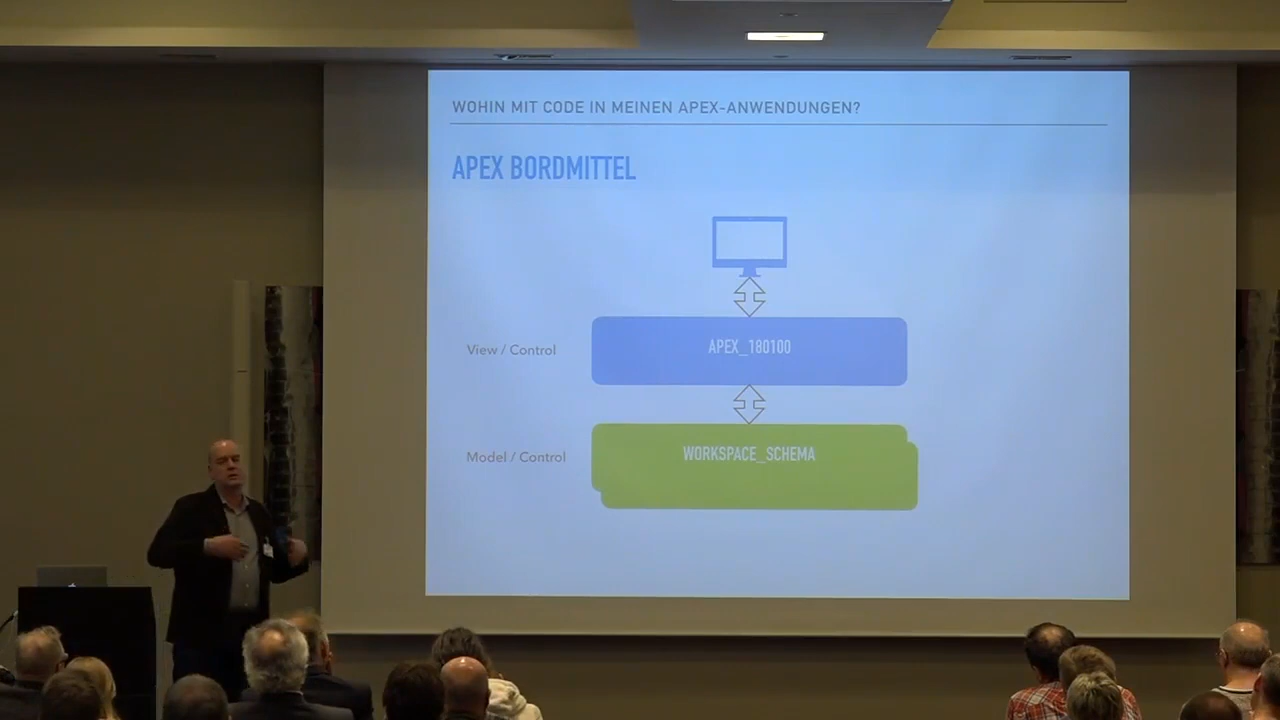 WOHIN MIT CODE IN MEINEN APEX-ANWENDUNGEN?
APEX BORDMITTEL
View / Control
APEX_180100
Model / Control
WORKSPACE_SCHEMA